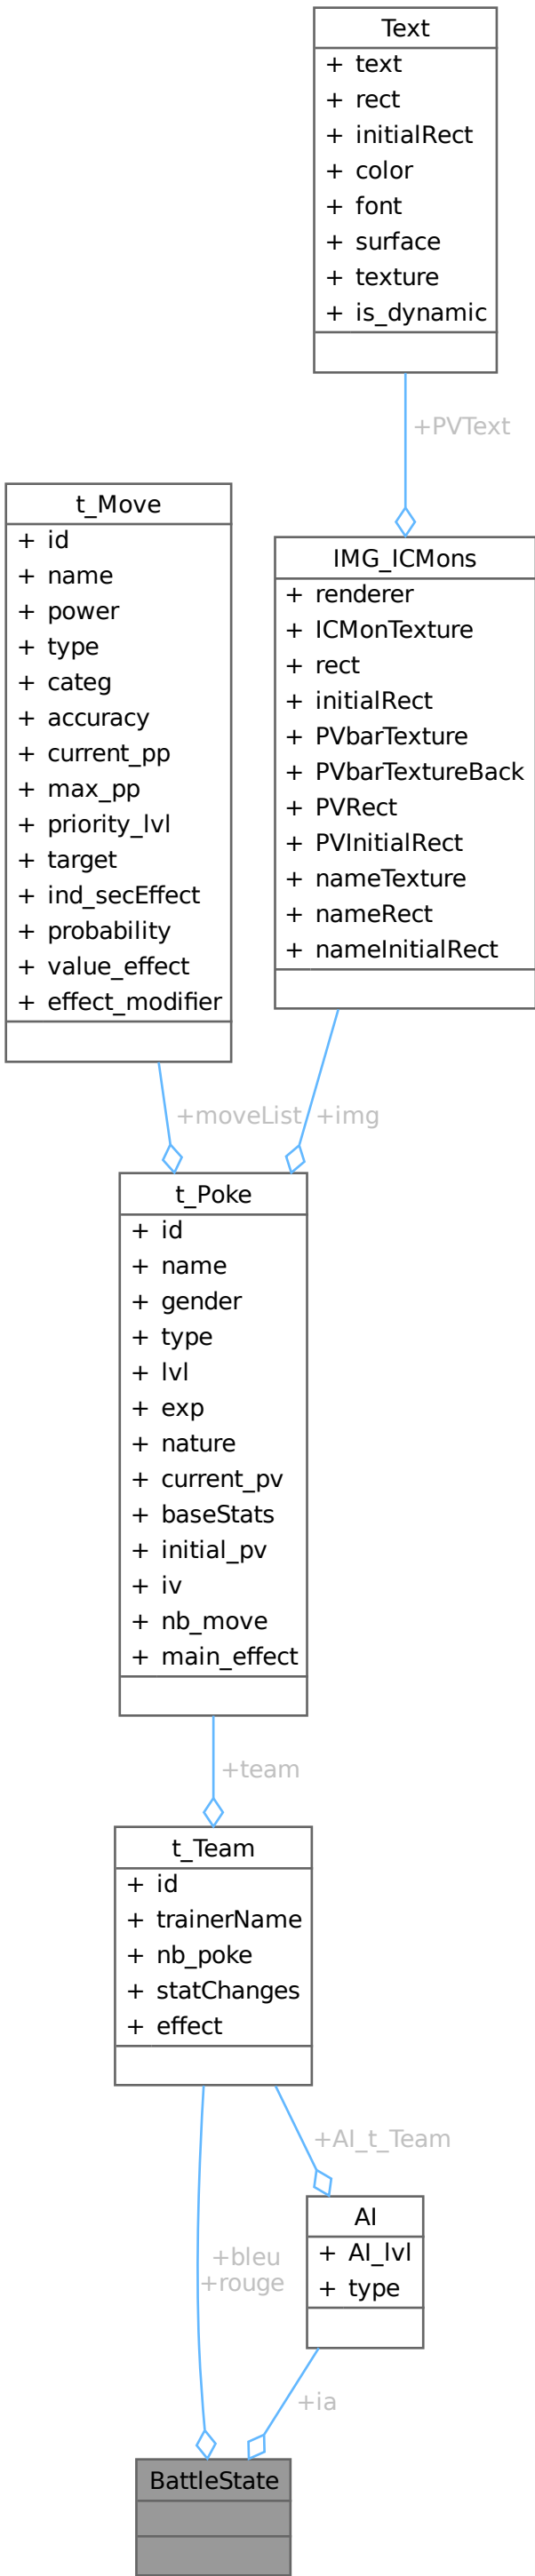 Text
+ text
+ rect
+ initialRect
+ color
+ font
+ surface
+ texture
+ is_dynamic
+PVText
t_Move
+ id
+ name
+ power
+ type
+ categ
+ accuracy
+ current_pp
+ max_pp
+ priority_lvl
+ target
+ ind_secEffect
+ probability
+ value_effect
+ effect_modifier
IMG_ICMons
+ renderer
+ ICMonTexture
+ rect
+ initialRect
+ PVbarTexture
+ PVbarTextureBack
+ PVRect
+ PVInitialRect
+ nameTexture
+ nameRect
+ nameInitialRect
+moveList
+img
t_Poke
+ id
+ name
+ gender
+ type
+ lvl
+ exp
+ nature
+ current_pv
+ baseStats
+ initial_pv
+ iv
+ nb_move
+ main_effect
+team
t_Team
+ id
+ trainerName
+ nb_poke
+ statChanges
+ effect
+AI_t_Team
AI
+ AI_lvl
+ type
+bleu
+rouge
+ia
BattleState